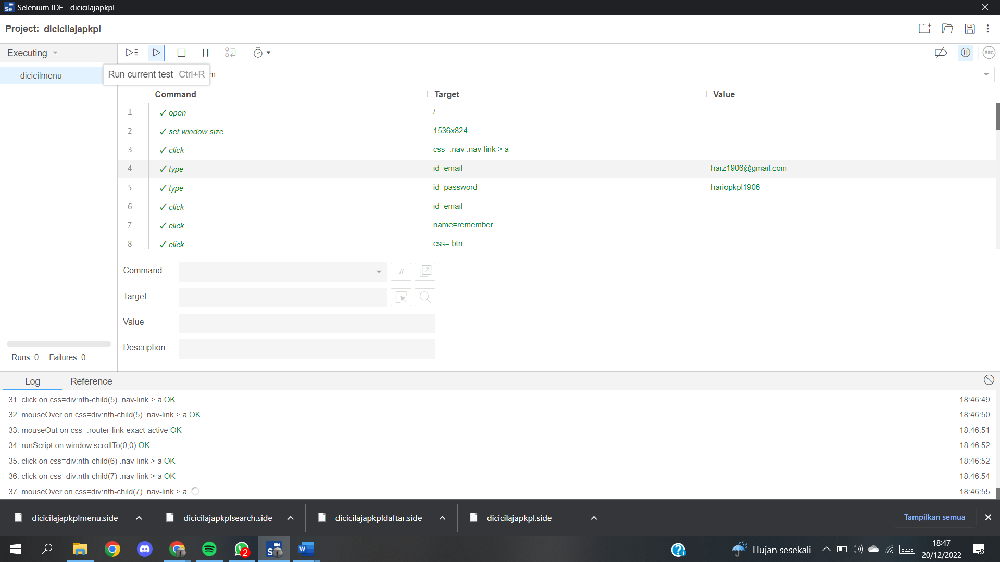 Selenium IDE - dicicilajapkpl
Project: dicicilajapkpl
Executing
REC
dicicilmenu
Run current test Ctrl+R
m
Command Target Value
1 ✓ open /
2 ✓ set window size 1536x824
3 ✓ click css=.nav .nav-link > a
4 ✓ type id=email harz1906@gmail.com
5 ✓ type id=password hariopkpl1906
6 ✓ click id=email
7 ✓ click name=remember
8 ✓ click css=.btn
Command //
Target
Value
Description
Runs: 0 Failures: 0
Log Reference
31. click on css=div:nth-child(5) .nav-link > a OK 18:46:49
32. mouseOver on css=div:nth-child(5) .nav-link > a OK 18:46:50
33. mouseOut on css=.router-link-exact-active OK 18:46:51
34. runScript on window.scrollTo(0,0) OK 18:46:52
35. click on css=div:nth-child(6) .nav-link > a OK 18:46:52
36. click on css=div:nth-child(7) .nav-link > a OK 18:46:54
37. mouseOver on css=div:nth-child(7) .nav-link > a 18:46:55
dicicilajapkplmenu.side dicicilajapkplsearch.side dicicilajapkpldaftar.side dicicilajapkpl.side Tampilkan semua
2 Hujan sesekali 18:47
20/12/2022